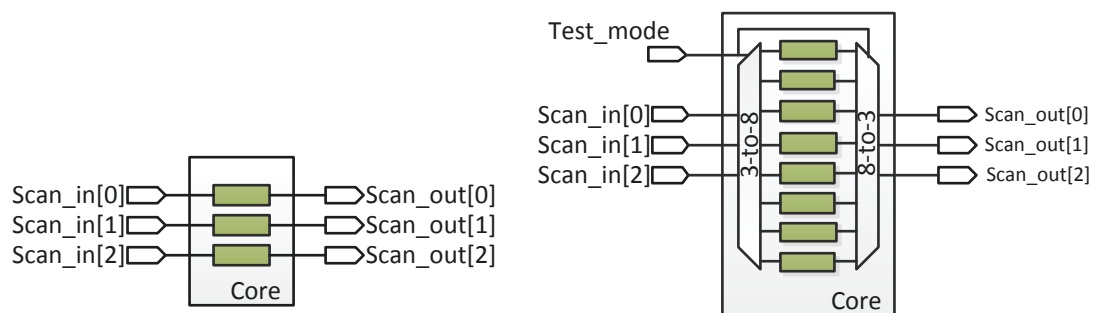 Scan_in[0]
Scan_out[0]
Scan_in[1]
Scan_out[1]
Scan_in[2]
Scan_out[2]
Core
Test_mode
Scan_in[0]
Scan_in[1]
Scan_in[2]
3-to-8
8-to-3
Scan_out[0]
Scan_out[1]
Scan_out[2]
Core